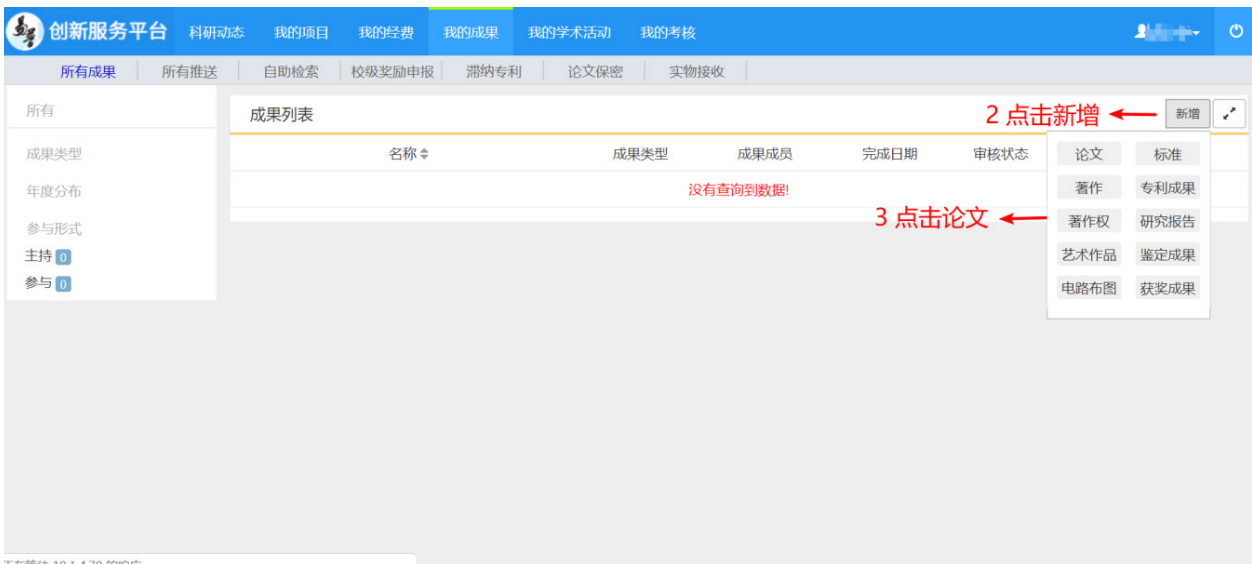 创新服务平台 科研动态 我的项目 我的经费 我的成果 我的学术活动 我的考核
所有成果 所有推送 自助检索 校级奖励申报 滞纳专利 论文保密 实物接收
所有
成果列表 2 点击新增 新增
成果类型
名称 成果类型 成果成员 完成日期 审核状态 论文 标准
年度分布
没有查询到数据! 著作 专利成果
参与形式
3 点击论文 著作权 研究报告
主持 0
艺术作品 鉴定成果
参与 0
电路布图 获奖成果